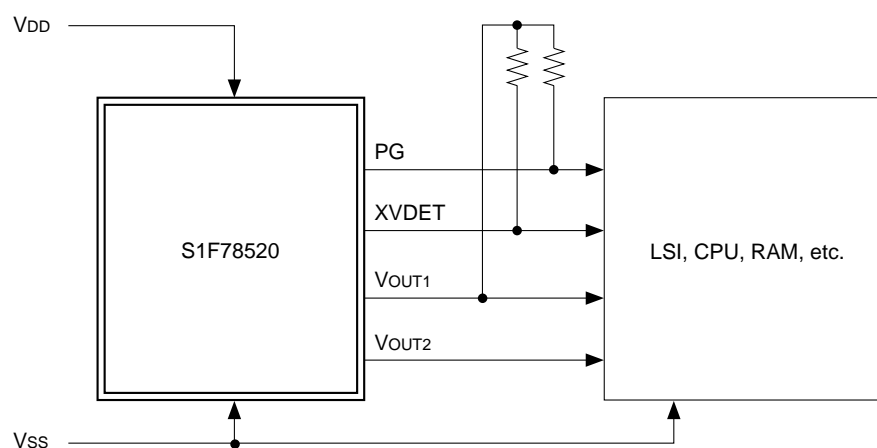 VDD
PG
XVDET
S1F78520
LSI, CPU, RAM, etc.
VOUT1
VOUT2
VSS